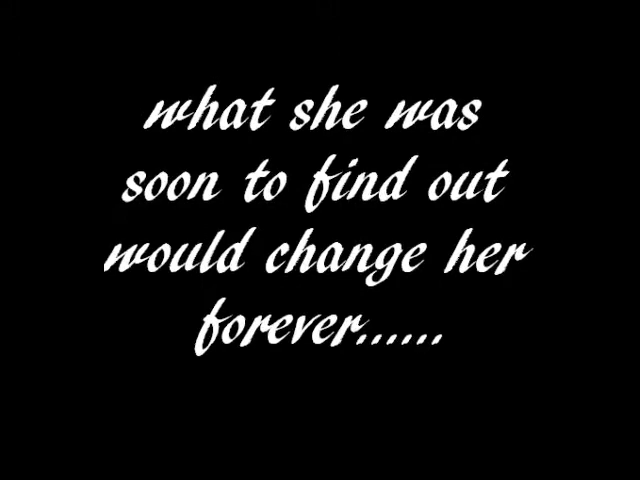 what she was
soon to find out
would change her
forever......